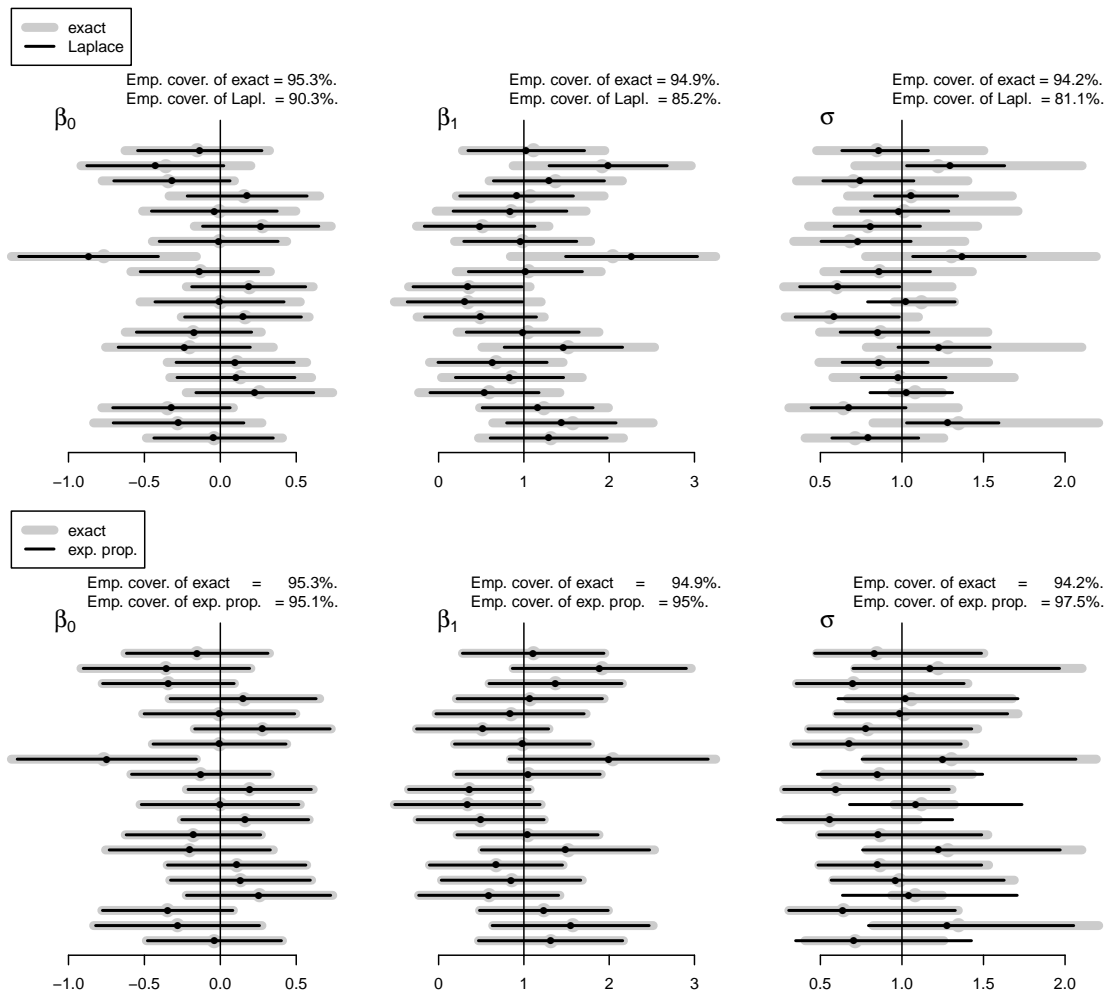 exact
Laplace
Emp. cover. of exact = 95.3%.
Emp. cover. of Lapl. = 90.3%.
β0
Emp. cover. of exact = 94.9%.
Emp. cover. of Lapl. = 85.2%.
β1
Emp. cover. of exact = 94.2%.
Emp. cover. of Lapl. = 81.1%.
σ
−1.0 −0.5 0.0 0.5
0 1 2 3
0.5 1.0 1.5 2.0
exact
exp. prop.
Emp. cover. of exact = 95.3%.
Emp. cover. of exp. prop. = 95.1%.
β0
Emp. cover. of exact = 94.9%.
Emp. cover. of exp. prop. = 95%.
β1
Emp. cover. of exact = 94.2%.
Emp. cover. of exp. prop. = 97.5%.
σ
−1.0 −0.5 0.0 0.5
0 1 2 3
0.5 1.0 1.5 2.0